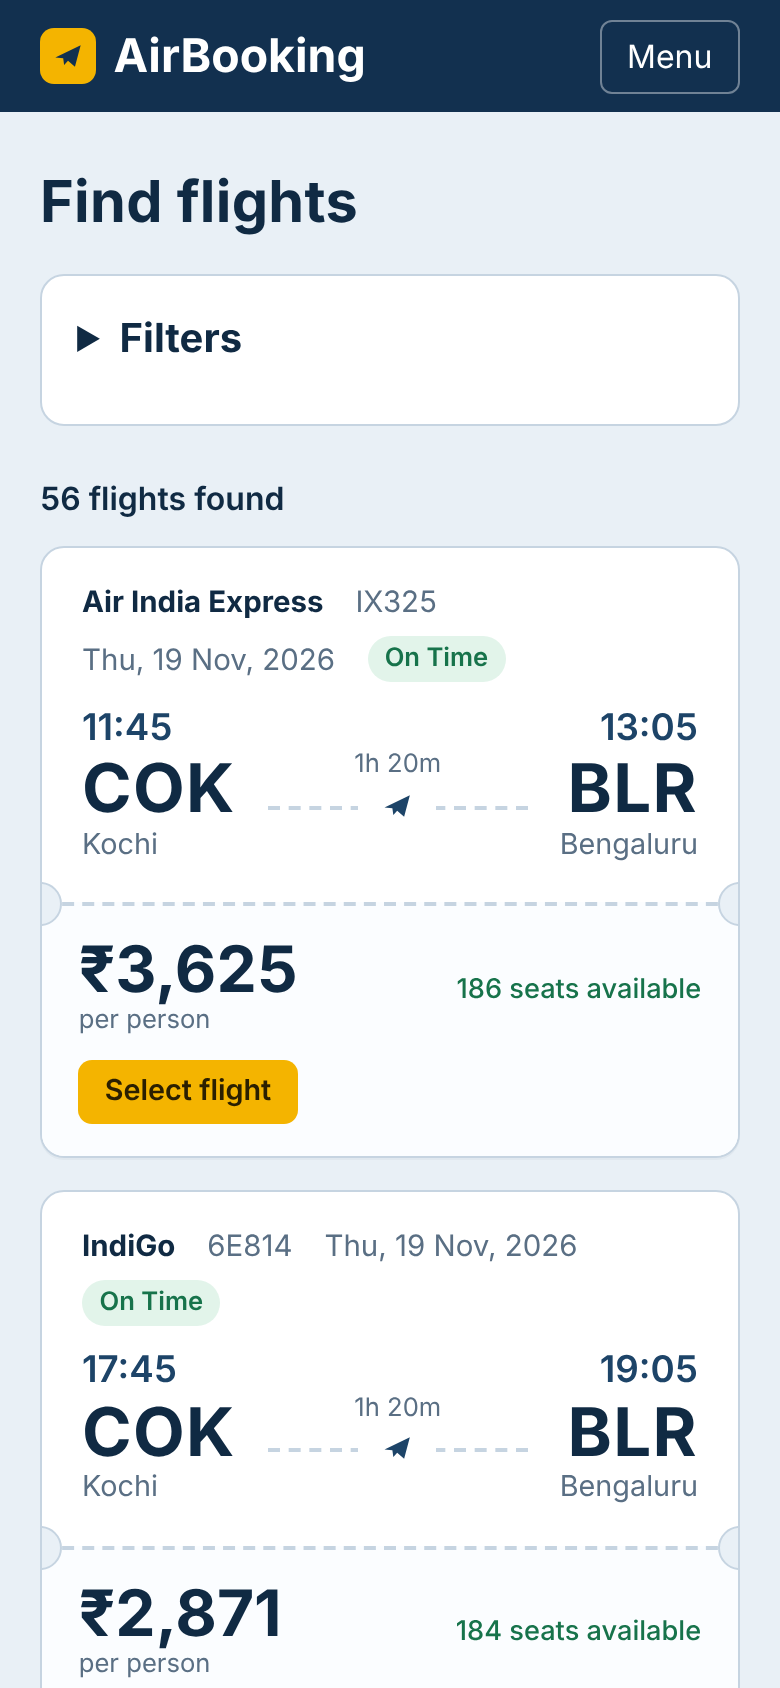 AirBooking
Menu
Find flights
Filters
56 flights found
Air India Express IX325
Thu, 19 Nov, 2026 On Time
11:45 13:05
1h 20m
COK BLR
Kochi Bengaluru
₹3,625
186 seats available
per person
Select flight
IndiGo 6E814 Thu, 19 Nov, 2026
On Time
17:45 19:05
1h 20m
COK BLR
Kochi Bengaluru
₹2,871
184 seats available
per person